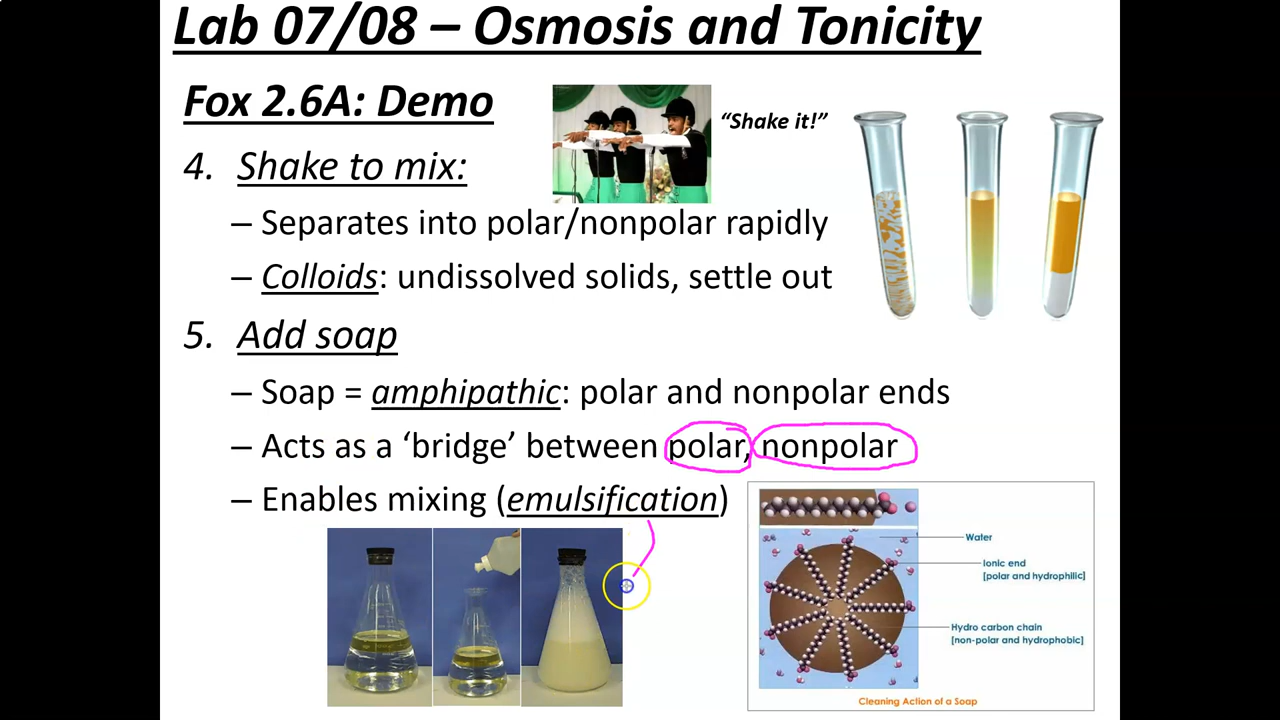 Lab 07/08 – Osmosis and Tonicity
Fox 2.6A: Demo
“Shake it!”
4. Shake to mix:
– Separates into polar/nonpolar rapidly
– Colloids: undissolved solids, settle out
5. Add soap
– Soap = amphipathic: polar and nonpolar ends
– Acts as a ‘bridge’ between polar, nonpolar
– Enables mixing (emulsification)
Water
Ionic end
[polar and hydrophilic]
Hydro carbon chain
[non-polar and hydrophobic]
Cleaning Action of a Soap